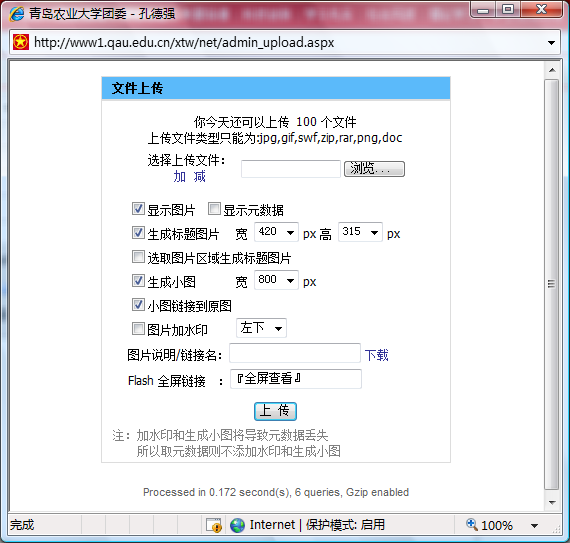 青岛农业大学团委 - 孔德强
http://www1.qau.edu.cn/xtw/net/admin_upload.aspx
文件上传
你今天还可以上传 100 个文件
上传文件类型只能为:jpg,gif,swf,zip,rar,png,doc
选择上传文件:
浏览...
加 减
显示图片 显示元数据
生成标题图片 宽 420 px 高 315 px
选取图片区域生成标题图片
生成小图 宽 800 px
小图链接到原图
图片加水印 左下
图片说明/链接名: 下载
Flash 全屏链接 : 『全屏查看』
上 传
注: 加水印和生成小图将导致元数据丢失
所以取元数据则不添加水印和生成小图
Processed in 0.172 second(s), 6 queries, Gzip enabled
完成 Internet | 保护模式: 启用 100%